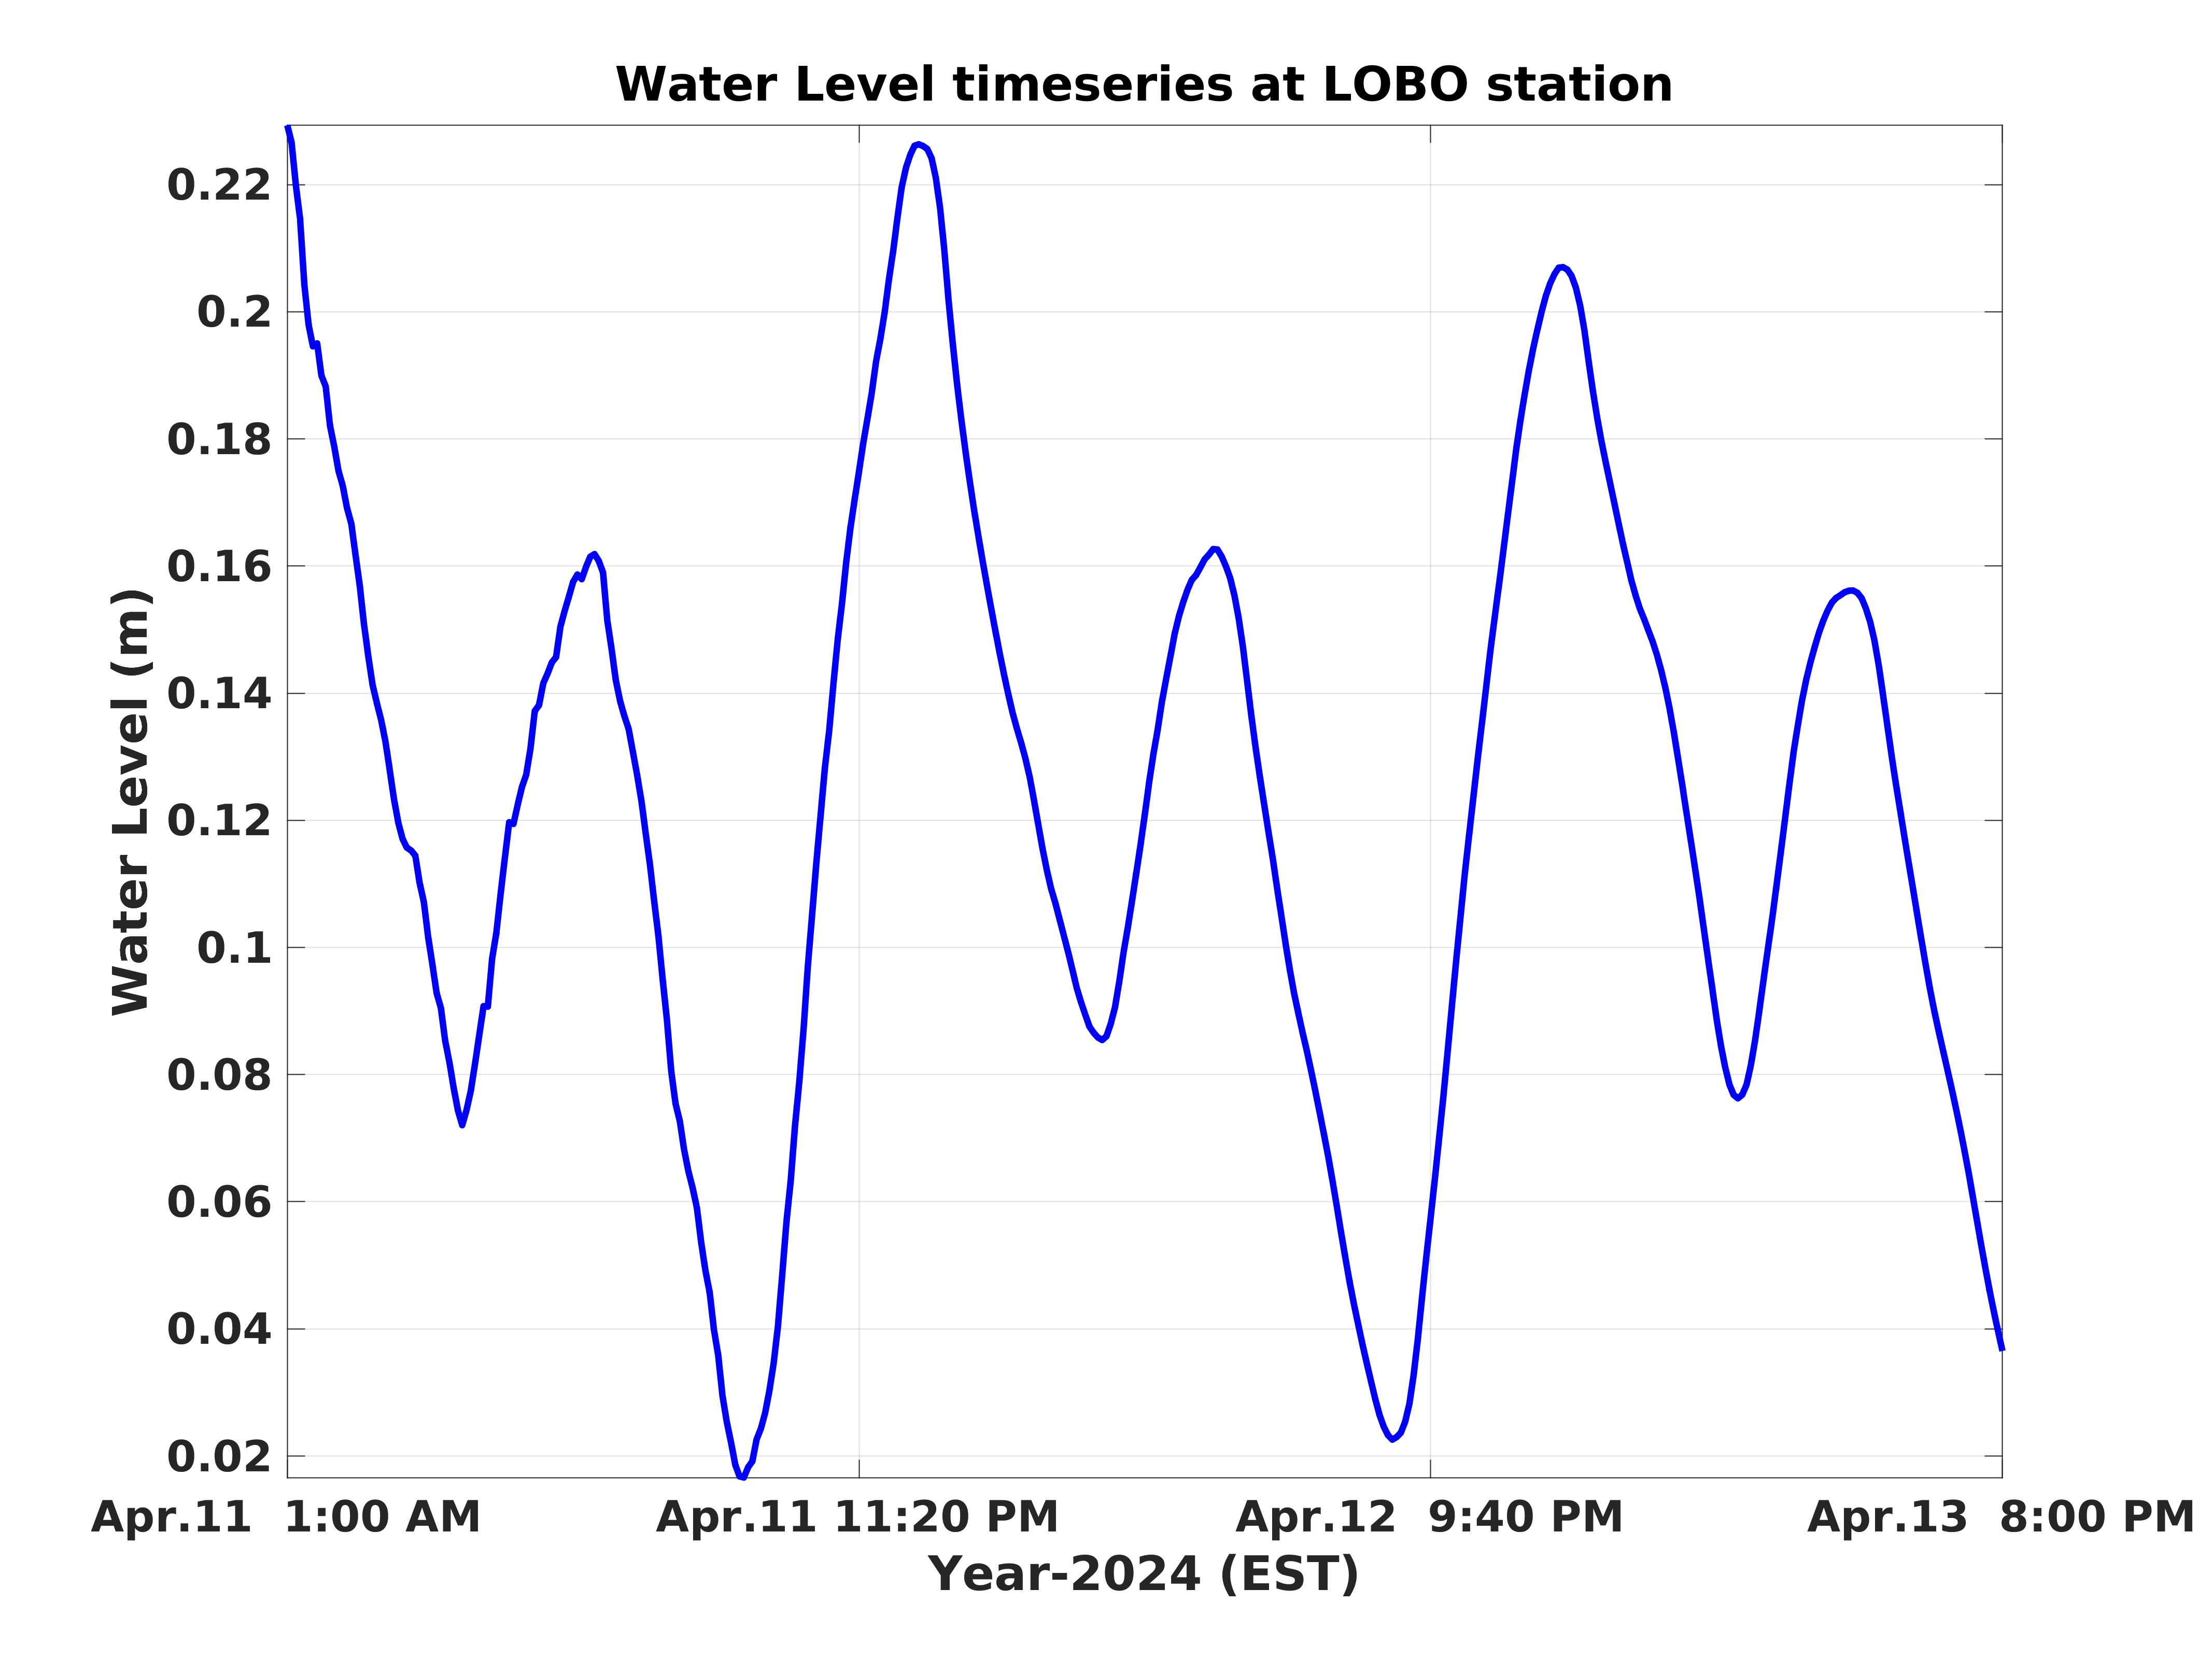 Water Level timeseries at LOBO station
Water Level (m)
0.22
0.2
0.18
0.16
0.14
0.12
0.1
0.08
0.06
0.04
0.02
Apr.11  1:00 AM
Apr.11 11:20 PM
Apr.12  9:40 PM
Apr.13  8:00 PM
Year-2024 (EST)